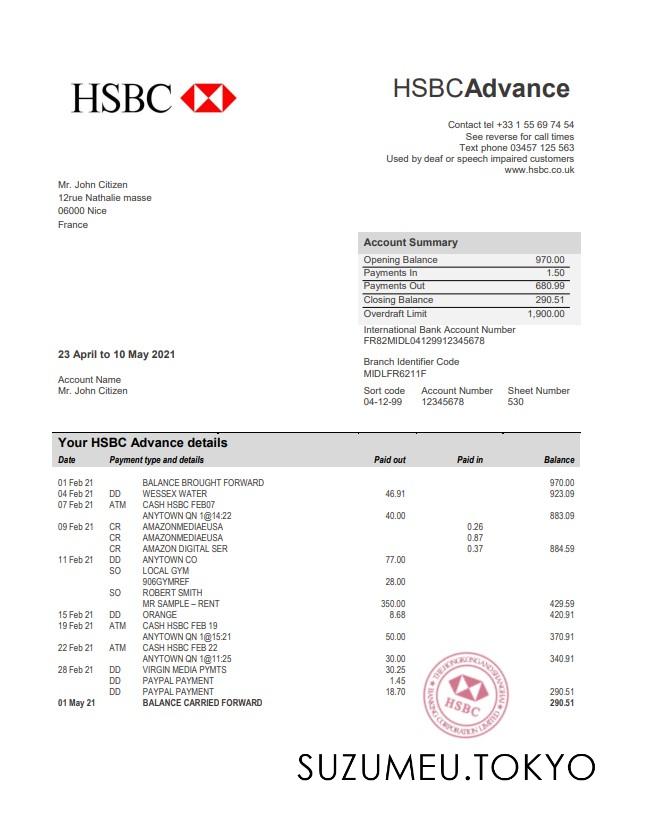 HSBC
HSBCAdvance
Contact tel +33 1 55 69 74 54
See reverse for call times
Text phone 03457 125 563
Used by deaf or speech impaired customers
www.hsbc.co.uk
Mr. John Citizen
12rue Nathalie masse
06000 Nice
France
Account Summary
Opening Balance 970.00
Payments In 1.50
Payments Out 680.99
Closing Balance 290.51
Overdraft Limit 1,900.00
International Bank Account Number
FR82MIDL04129912345678
23 April to 10 May 2021
Branch Identifier Code
MIDLFR6211F
Account Name
Mr. John Citizen
Sort code Account Number Sheet Number
04-12-99 12345678 530
Your HSBC Advance details
Date Payment type and details Paid out Paid in Balance
01 Feb 21 BALANCE BROUGHT FORWARD 970.00
04 Feb 21 DD WESSEX WATER 46.91 923.09
07 Feb 21 ATM CASH HSBC FEB07
ANYTOWN QN 1@14:22 40.00 883.09
09 Feb 21 CR AMAZONMEDIAEUSA 0.26
CR AMAZONMEDIAEUSA 0.87
CR AMAZON DIGITAL SER 0.37 884.59
11 Feb 21 DD ANYTOWN CO 77.00
SO LOCAL GYM
906GYMREF 28.00
SO ROBERT SMITH
MR SAMPLE – RENT 350.00 429.59
15 Feb 21 DD ORANGE 8.68 420.91
19 Feb 21 ATM CASH HSBC FEB 19
ANYTOWN QN 1@15:21 50.00 370.91
22 Feb 21 ATM CASH HSBC FEB 22
ANYTOWN QN 1@11:25 30.00 340.91
28 Feb 21 DD VIRGIN MEDIA PYMTS 30.25
DD PAYPAL PAYMENT 1.45
DD PAYPAL PAYMENT 18.70 290.51
01 May 21 BALANCE CARRIED FORWARD 290.51
THE HONGKONG AND SHANGHAI
BANKING CORPORATION LIMITED
HSBC
SUZUMEU.TOKYO